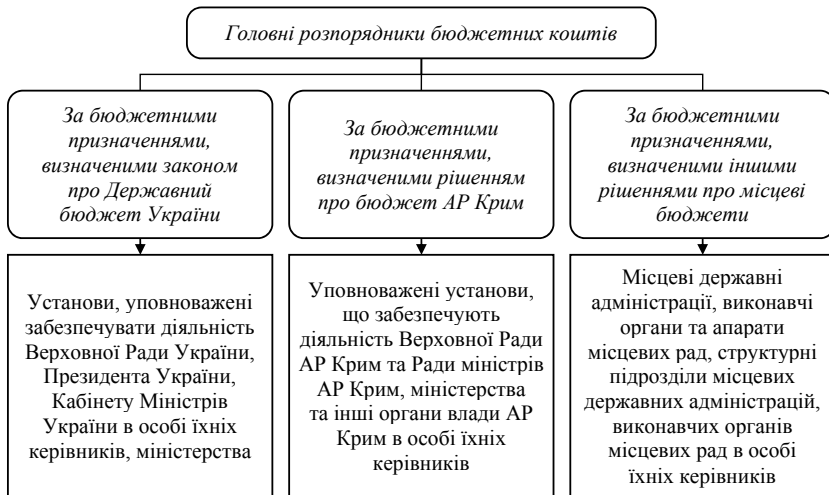 Головні розпорядники бюджетних коштів
За бюджетними
призначеннями,
визначеними законом
про Державний
бюджет України
За бюджетними
призначеннями,
визначеними рішенням
про бюджет АР Крим
За бюджетними
призначеннями,
визначеними іншими
рішеннями про місцеві
бюджети
Установи, уповноважені
забезпечувати діяльність
Верховної Ради України,
Президента України,
Кабінету Міністрів
України в особі їхніх
керівників, міністерства
Уповноважені установи,
що забезпечують
діяльність Верховної Ради
АР Крим та Ради міністрів
АР Крим, міністерства
та інші органи влади АР
Крим в особі їхніх
керівників
Місцеві державні
адміністрації, виконавчі
органи та апарати
місцевих рад, структурні
підрозділи місцевих
державних адміністрацій,
виконавчих органів
місцевих рад в особі
їхніх керівників